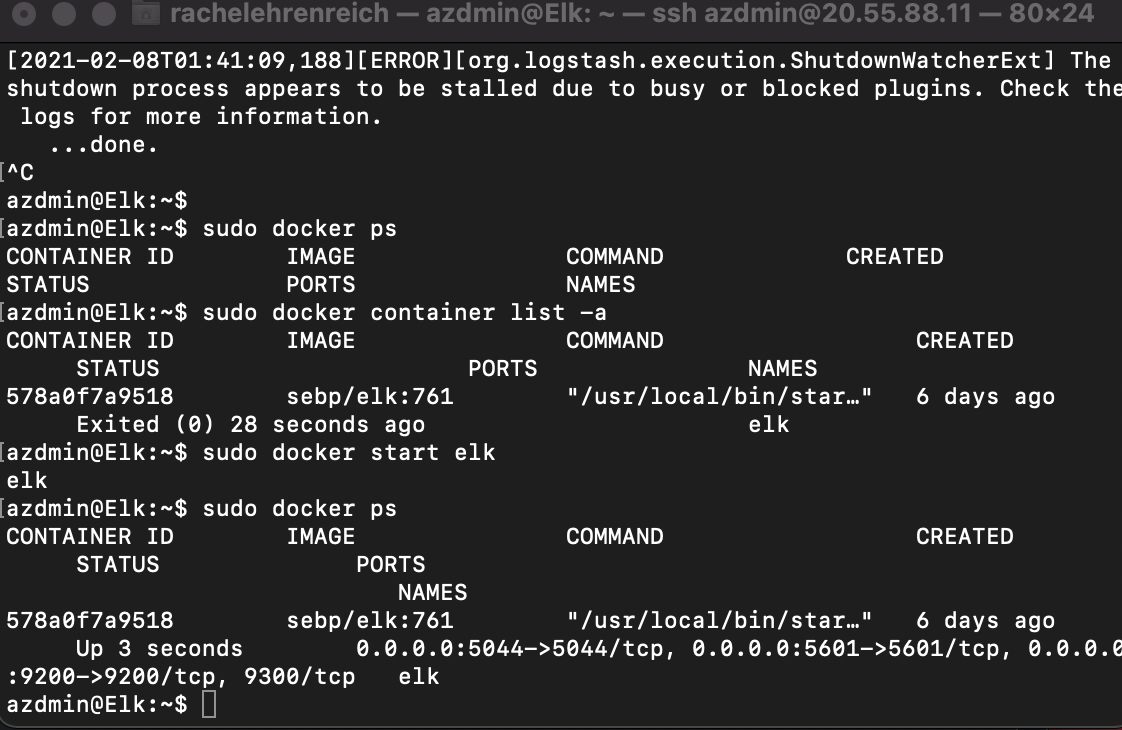 rachelehrenreich — azdmin@Elk: ~ — ssh azdmin@20.55.88.11 — 80×24
[2021-02-08T01:41:09,188][ERROR][org.logstash.execution.ShutdownWatcherExt] The
shutdown process appears to be stalled due to busy or blocked plugins. Check the
 logs for more information.
   ...done.
[^C
azdmin@Elk:~$
[azdmin@Elk:~$ sudo docker ps
CONTAINER ID        IMAGE               COMMAND             CREATED
STATUS              PORTS               NAMES
[azdmin@Elk:~$ sudo docker container list -a
CONTAINER ID        IMAGE               COMMAND                  CREATED
     STATUS                      PORTS               NAMES
578a0f7a9518        sebp/elk:761        "/usr/local/bin/star…"   6 days ago
     Exited (0) 28 seconds ago                       elk
[azdmin@Elk:~$ sudo docker start elk
elk
[azdmin@Elk:~$ sudo docker ps
CONTAINER ID        IMAGE               COMMAND                  CREATED
     STATUS              PORTS
                            NAMES
578a0f7a9518        sebp/elk:761        "/usr/local/bin/star…"   6 days ago
     Up 3 seconds        0.0.0.0:5044->5044/tcp, 0.0.0.0:5601->5601/tcp, 0.0.0.0
:9200->9200/tcp, 9300/tcp   elk
azdmin@Elk:~$